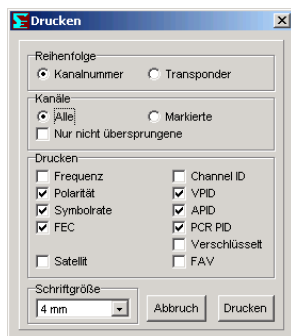 Drucken
Reihenfolge
Kanalnummer Transponder
Kanäle
Alle Markierte
Nur nicht übersprungene
Drucken
Frequenz Channel ID
Polarität VPID
Symbolrate APID
FEC PCR PID
Verschlüsselt
Satellit FAV
Schriftgröße
4 mm Abbruch Drucken